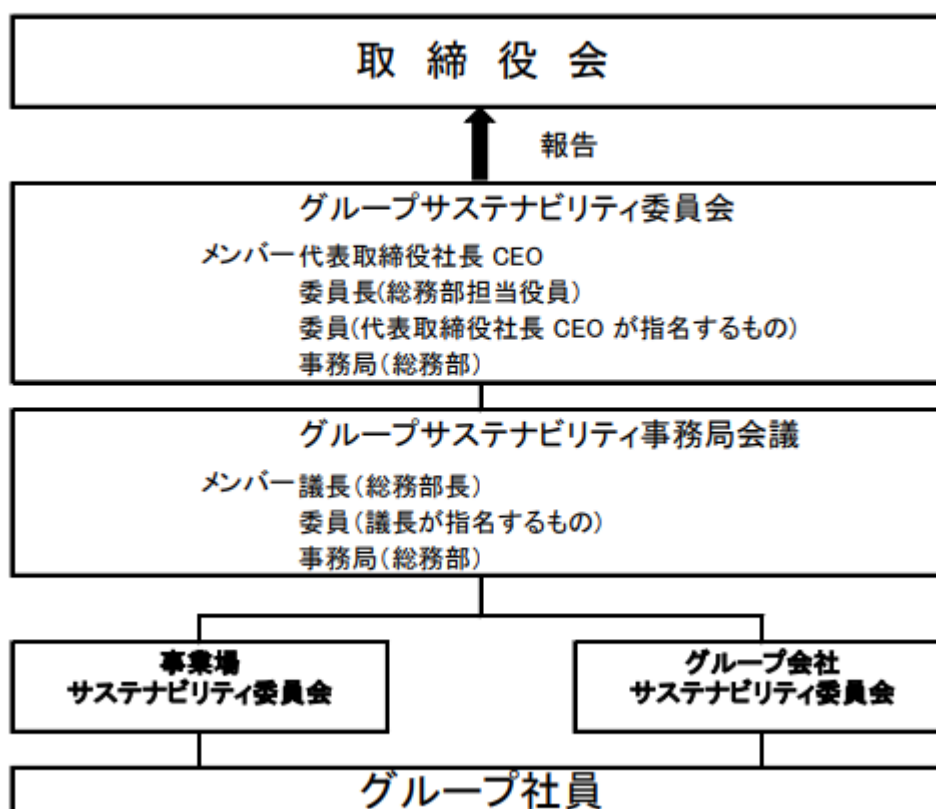 取 締 役 会
報告
グループサステナビリティ委員会
メンバー 代表取締役社長 CEO
委員長(総務部担当役員)
委員(代表取締役社長 CEO が指名するもの)
事務局(総務部)
グループサステナビリティ事務局会議
メンバー 議長(総務部長)
委員(議長が指名するもの)
事務局(総務部)
事業場
サステナビリティ委員会
グループ会社
サステナビリティ委員会
グループ社員